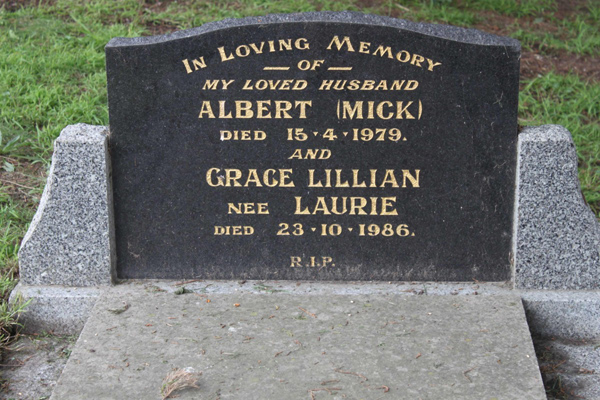 In Loving Memory
— OF —
MY LOVED HUSBAND
ALBERT (MICK)
DIED 15·4·1979.
AND
GRACE LILLIAN
NEE LAURIE
DIED 23·10·1986.
R.I.P.